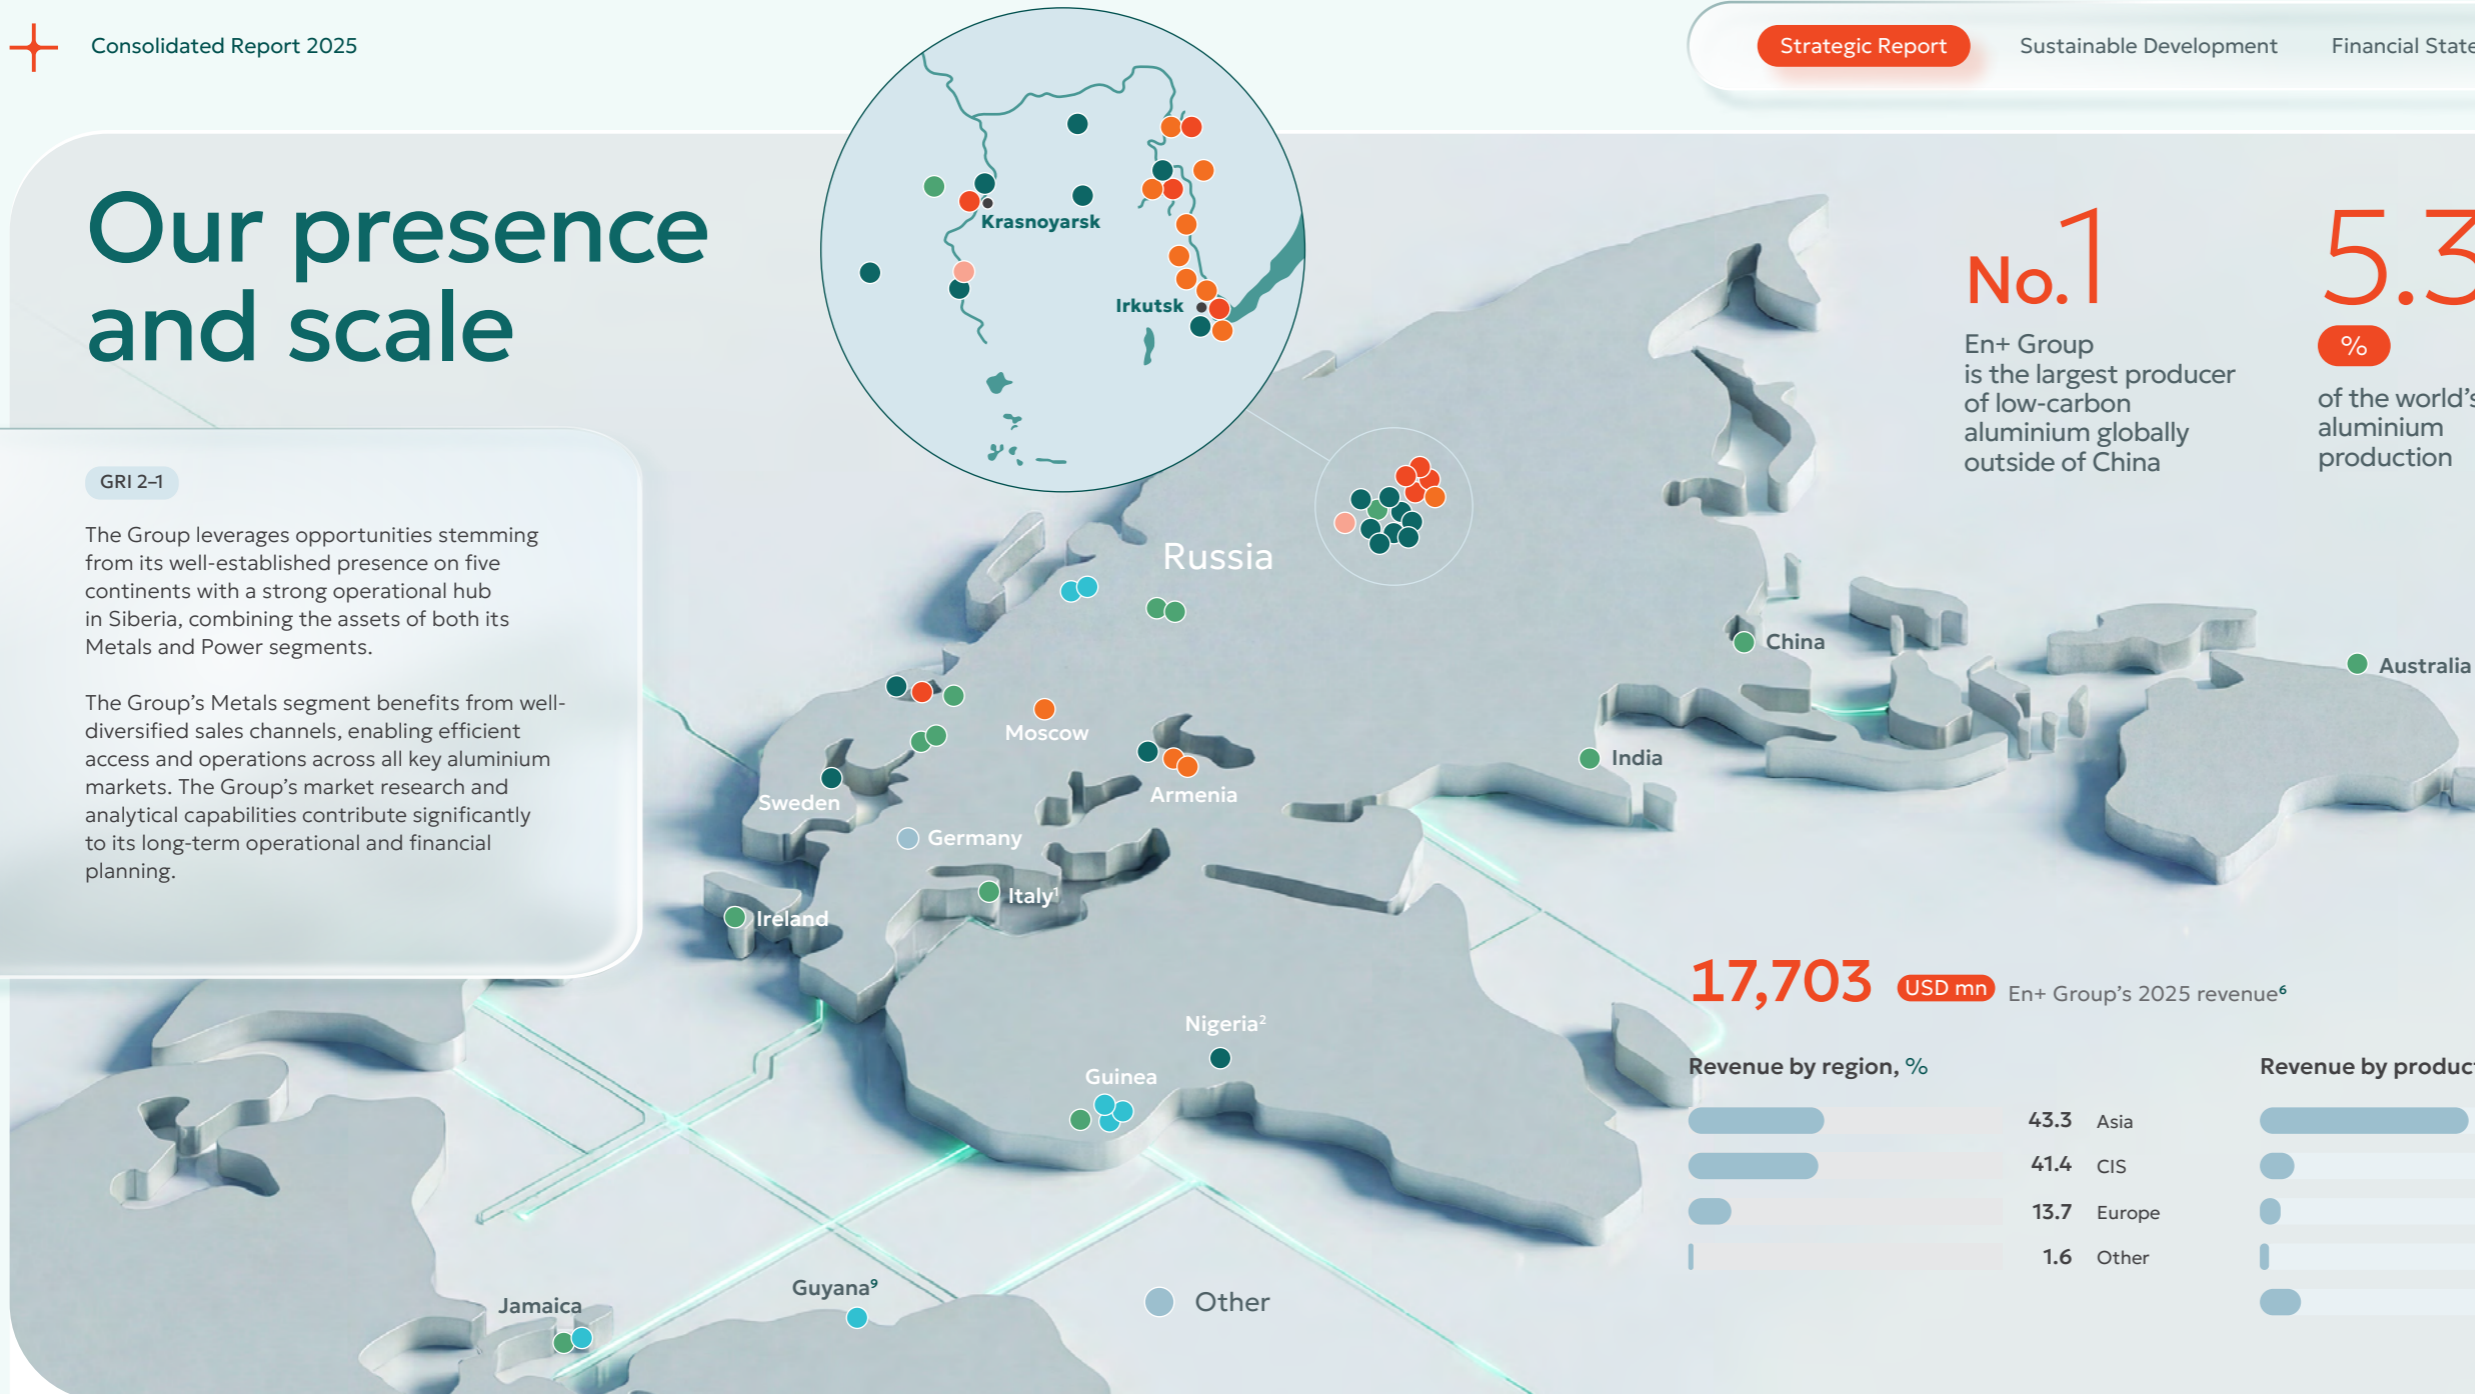 Consolidated Report 2025
Strategic Report
Sustainable Development
Financial State
Our presence
and scale
GRI 2–1
The Group leverages opportunities stemming
from its well-established presence on five
continents with a strong operational hub
in Siberia, combining the assets of both its
Metals and Power segments.
The Group's Metals segment benefits from well-
diversified sales channels, enabling efficient
access and operations across all key aluminium
markets. The Group's market research and
analytical capabilities contribute significantly
to its long-term operational and financial
planning.
Krasnoyarsk
Irkutsk
No.1
En+ Group
is the largest producer
of low-carbon
aluminium globally
outside of China
5.3
%
of the world's
aluminium
production
Russia
China
Australia
Moscow
India
Armenia
Sweden
Germany
Italy¹
Ireland
Nigeria²
Guinea
Jamaica
Guyana⁹
Other
17,703 USD mn En+ Group's 2025 revenue⁶
Revenue by region, %
43.3 Asia
41.4 CIS
13.7 Europe
1.6 Other
Revenue by produc